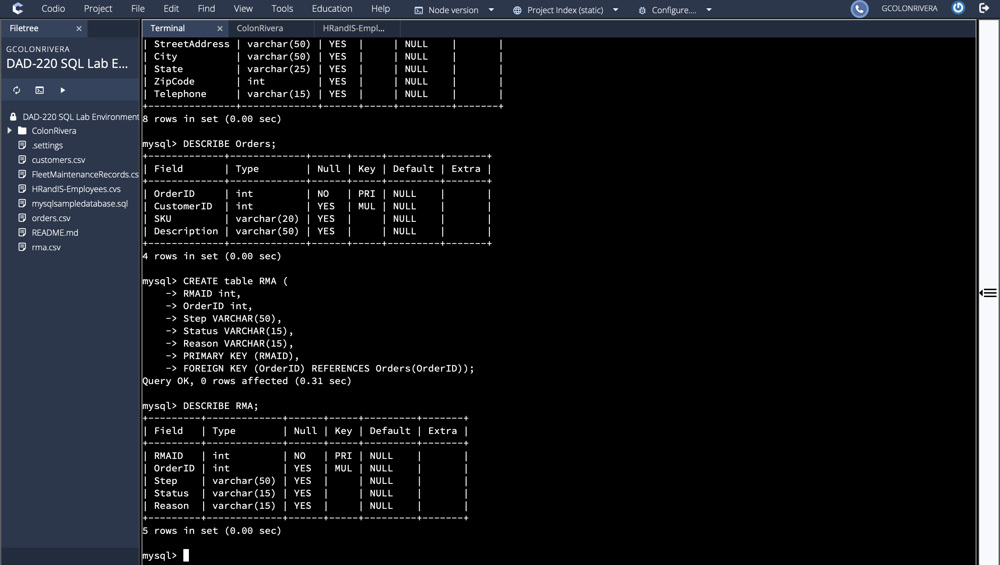 Codio Project File Edit Find View Tools Education Help Node version Project Index (static) Configure.... GCOLONRIVERA
Filetree
GCOLONRIVERA
DAD-220 SQL Lab E...
DAD-220 SQL Lab Environment
ColonRivera
.settings
customers.csv
FleetMaintenanceRecords.cs
HRandIS-Employees.cvs
mysqlsampledatabase.sql
orders.csv
README.md
rma.csv
Terminal ColonRivera HRandIS-Empl...
| StreetAddress | varchar(50) | YES  |     | NULL    |       |
| City          | varchar(50) | YES  |     | NULL    |       |
| State         | varchar(25) | YES  |     | NULL    |       |
| ZipCode       | int         | YES  |     | NULL    |       |
| Telephone     | varchar(15) | YES  |     | NULL    |       |
+---------------+-------------+------+-----+---------+-------+
8 rows in set (0.00 sec)
mysql> DESCRIBE Orders;
+-------------+-------------+------+-----+---------+-------+
| Field       | Type        | Null | Key | Default | Extra |
+-------------+-------------+------+-----+---------+-------+
| OrderID     | int         | NO   | PRI | NULL    |       |
| CustomerID  | int         | YES  | MUL | NULL    |       |
| SKU         | varchar(20) | YES  |     | NULL    |       |
| Description | varchar(50) | YES  |     | NULL    |       |
+-------------+-------------+------+-----+---------+-------+
4 rows in set (0.00 sec)
mysql> CREATE table RMA (
    -> RMAID int,
    -> OrderID int,
    -> Step VARCHAR(50),
    -> Status VARCHAR(15),
    -> Reason VARCHAR(15),
    -> PRIMARY KEY (RMAID),
    -> FOREIGN KEY (OrderID) REFERENCES Orders(OrderID));
Query OK, 0 rows affected (0.31 sec)
mysql> DESCRIBE RMA;
+---------+-------------+------+-----+---------+-------+
| Field   | Type        | Null | Key | Default | Extra |
+---------+-------------+------+-----+---------+-------+
| RMAID   | int         | NO   | PRI | NULL    |       |
| OrderID | int         | YES  | MUL | NULL    |       |
| Step    | varchar(50) | YES  |     | NULL    |       |
| Status  | varchar(15) | YES  |     | NULL    |       |
| Reason  | varchar(15) | YES  |     | NULL    |       |
+---------+-------------+------+-----+---------+-------+
5 rows in set (0.00 sec)
mysql>